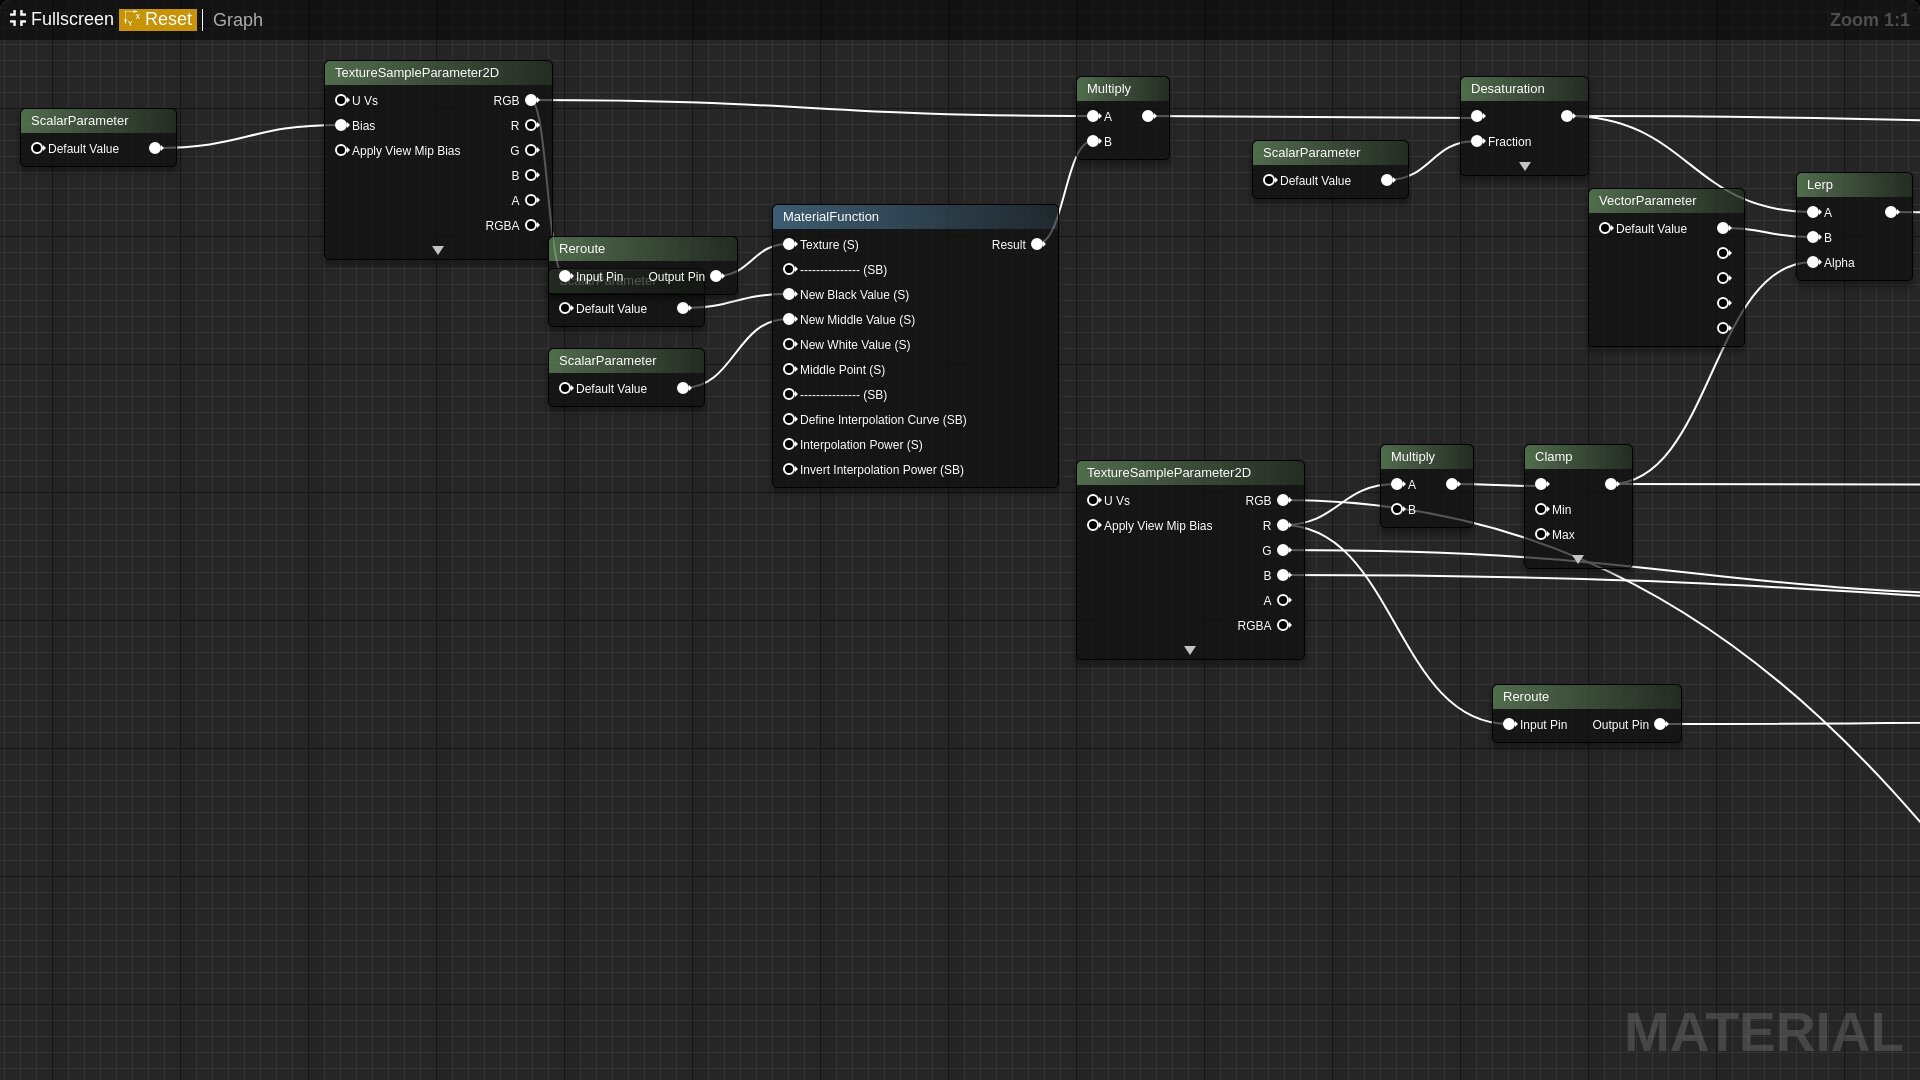 Fullscreen Reset Graph Zoom 1:1
TextureSampleParameter2D
U Vs RGB
Bias R
Apply View Mip Bias G
B
A
RGBA
ScalarParameter
Default Value
Multiply
A
B
Desaturation
Fraction
ScalarParameter
Default Value
Lerp
A
B
Alpha
VectorParameter
Default Value
MaterialFunction
Texture (S) Result
--------------- (SB)
New Black Value (S)
New Middle Value (S)
New White Value (S)
Middle Point (S)
--------------- (SB)
Define Interpolation Curve (SB)
Interpolation Power (S)
Invert Interpolation Power (SB)
Reroute
Input Pin Output Pin
ScalarParameter
Default Value
ScalarParameter
Default Value
TextureSampleParameter2D
U Vs RGB
Apply View Mip Bias R
G
B
A
RGBA
Multiply
A
B
Clamp
Min
Max
Reroute
Input Pin Output Pin
MATERIAL